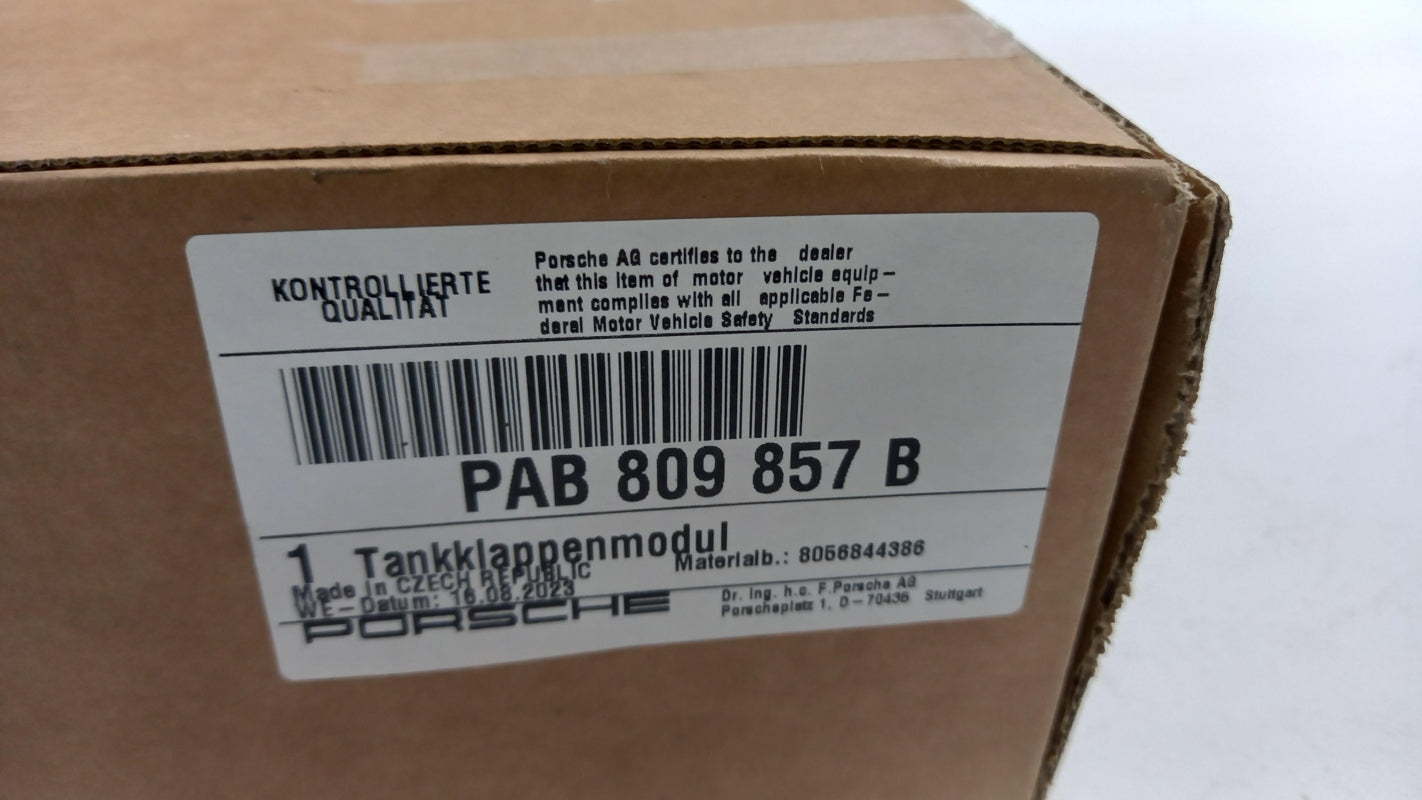 KONTROLLIERTE
QUALITÄT
Porsche AG certifies to the dealer
that this item of motor vehicle equip-
ment complies with all applicable Fe-
deral Motor Vehicle Safety Standards
PAB 809 857 B
1 Tankklappenmodul
Materialb.: 8056844386
Made in CZECH REPUBLIC
WE-Datum: 16.08.2023
PORSCHE
Dr. Ing. h.c. F.Porsche AG
Porscheplatz 1, D-70435 Stuttgart